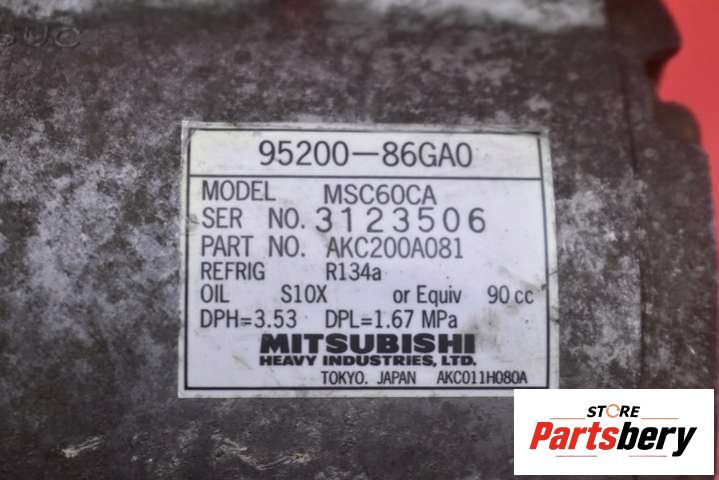 95200-86GA0
MODEL MSC60CA
SER NO. 3123506
PART NO. AKC200A081
REFRIG R134a
OIL S10X or Equiv 90 cc
DPH=3.53 DPL=1.67 MPa
MITSUBISHI
HEAVY INDUSTRIES, LTD.
TOKYO. JAPAN AKC011H080A
STORE
Partsbery